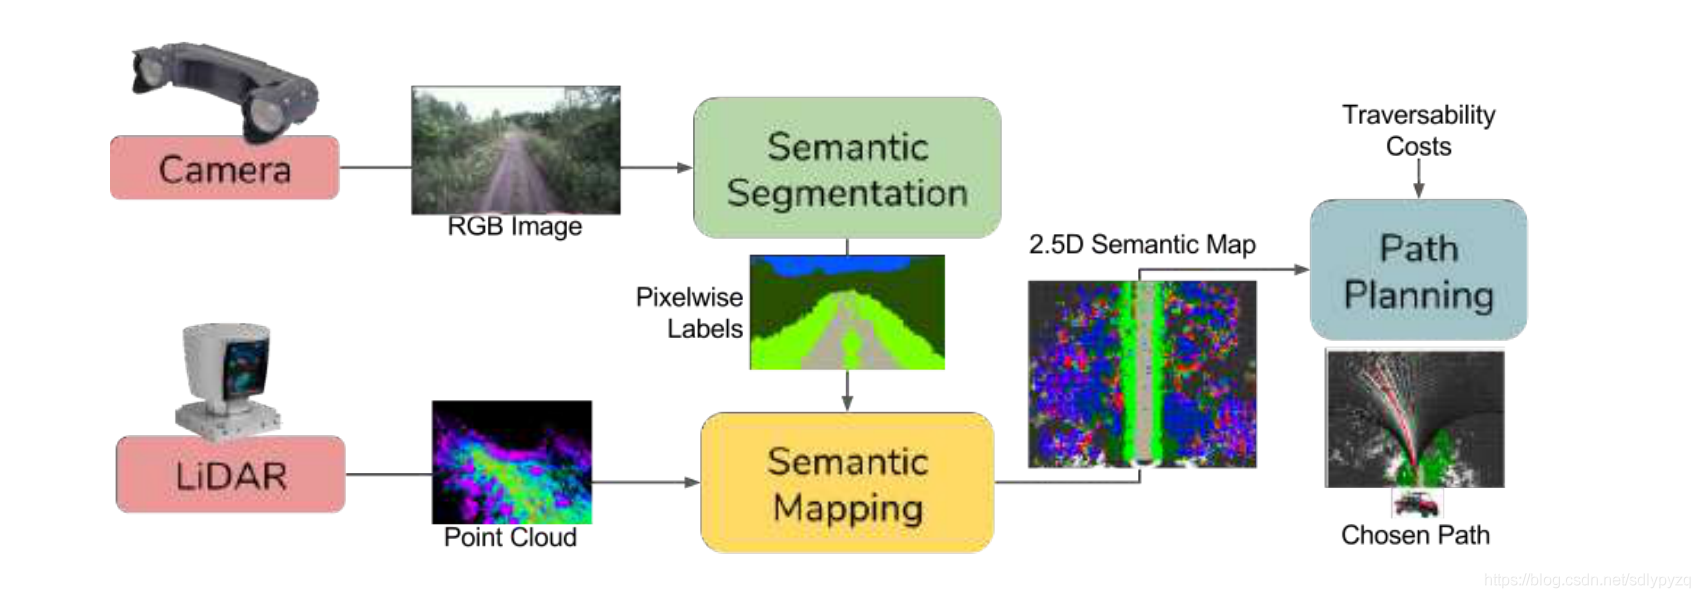 Camera
RGB Image
Semantic
Segmentation
Pixelwise
Labels
LiDAR
Point Cloud
Semantic
Mapping
2.5D Semantic Map
Traversability
Costs
Path
Planning
Chosen Path
https://blog.csdn.net/sdlypyzq